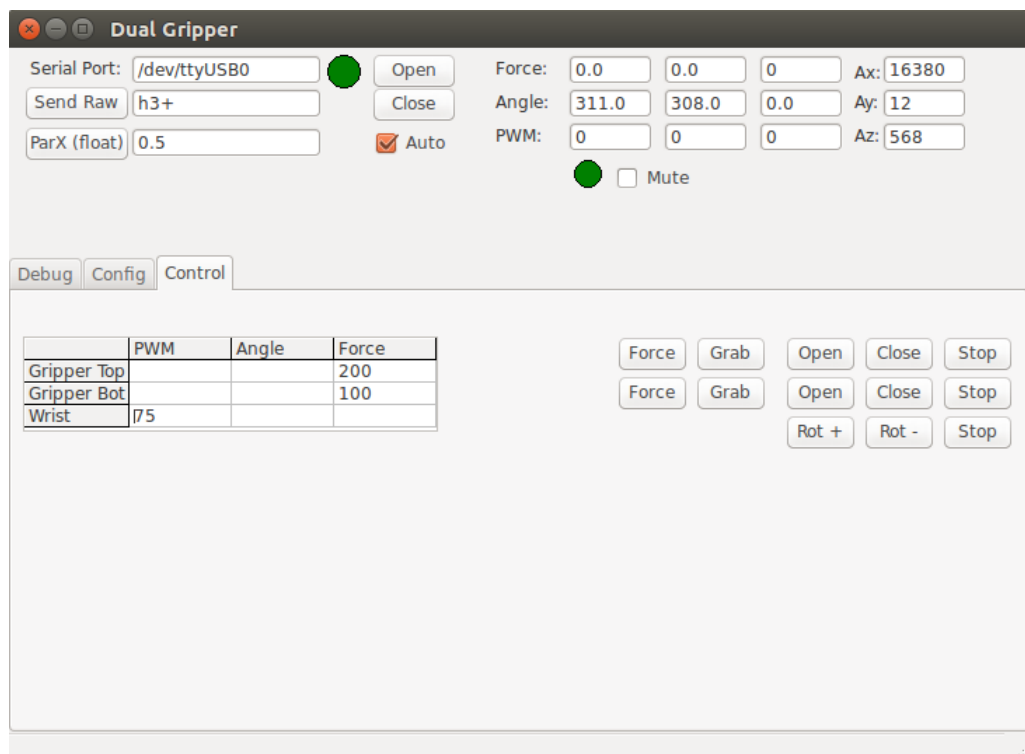 Dual Gripper
Serial Port: /dev/ttyUSB0 Open Force: 0.0 0.0 0 Ax: 16380
Send Raw h3+ Close Angle: 311.0 308.0 0.0 Ay: 12
ParX (float) 0.5 Auto PWM: 0 0 0 Az: 568
Mute
Debug Config Control
PWM Angle Force Force Grab Open Close Stop
Gripper Top 200
Gripper Bot 100 Force Grab Open Close Stop
Wrist 75 Rot + Rot - Stop